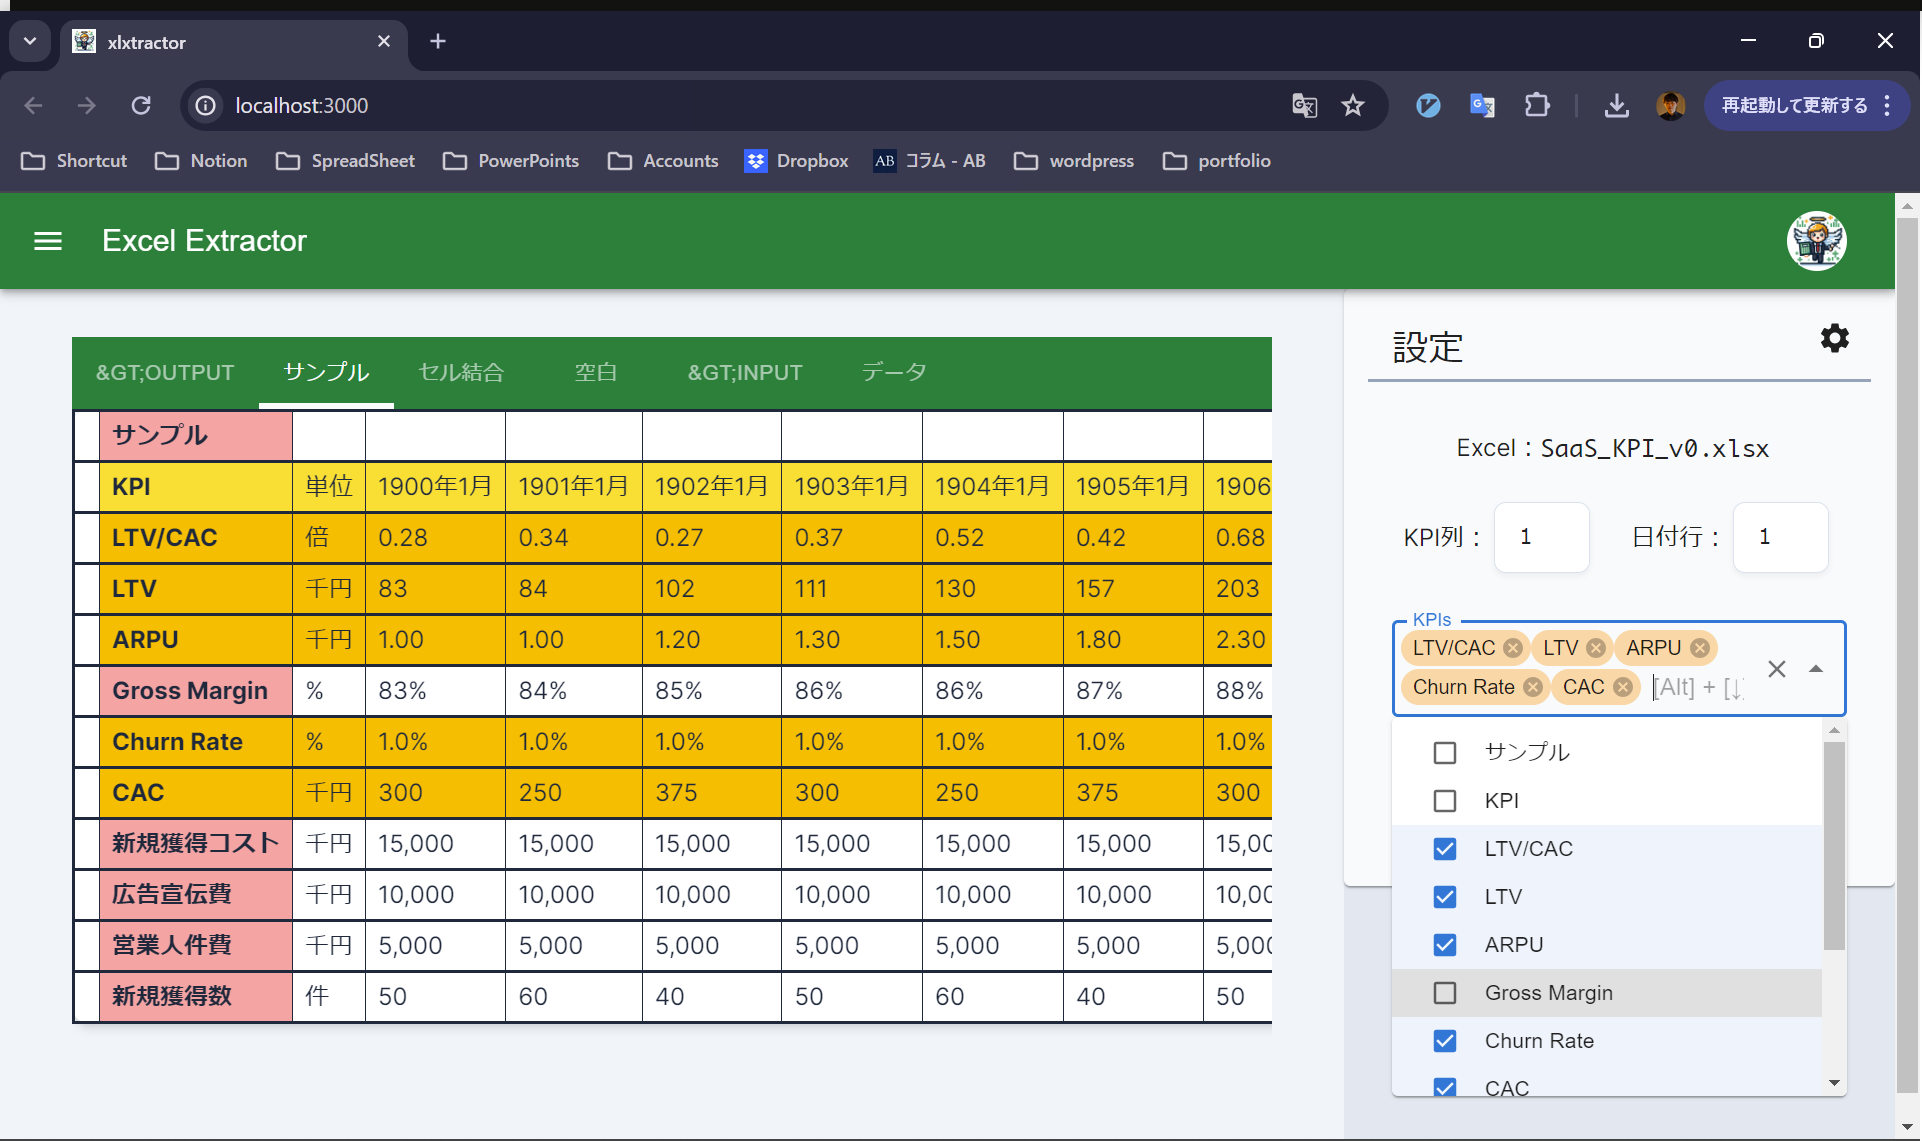 xlxtractor
localhost:3000
再起動して更新する
Shortcut Notion SpreadSheet PowerPoints Accounts Dropbox AB コラム - AB wordpress portfolio
Excel Extractor
&GT;OUTPUT サンプル セル結合 空白 &GT;INPUT データ
サンプル
KPI 単位 1900年1月 1901年1月 1902年1月 1903年1月 1904年1月 1905年1月 1906
LTV/CAC 倍 0.28 0.34 0.27 0.37 0.52 0.42 0.68
LTV 千円 83 84 102 111 130 157 203
ARPU 千円 1.00 1.00 1.20 1.30 1.50 1.80 2.30
Gross Margin % 83% 84% 85% 86% 86% 87% 88%
Churn Rate % 1.0% 1.0% 1.0% 1.0% 1.0% 1.0% 1.0%
CAC 千円 300 250 375 300 250 375 300
新規獲得コスト 千円 15,000 15,000 15,000 15,000 15,000 15,000 15,00
広告宣伝費 千円 10,000 10,000 10,000 10,000 10,000 10,000 10,00
営業人件費 千円 5,000 5,000 5,000 5,000 5,000 5,000 5,000
新規獲得数 件 50 60 40 50 60 40 50
設定
Excel：SaaS_KPI_v0.xlsx
KPI列： 1 日付行： 1
KPIs
LTV/CAC LTV ARPU
Churn Rate CAC [Alt] + [↓]
サンプル
KPI
LTV/CAC
LTV
ARPU
Gross Margin
Churn Rate
CAC